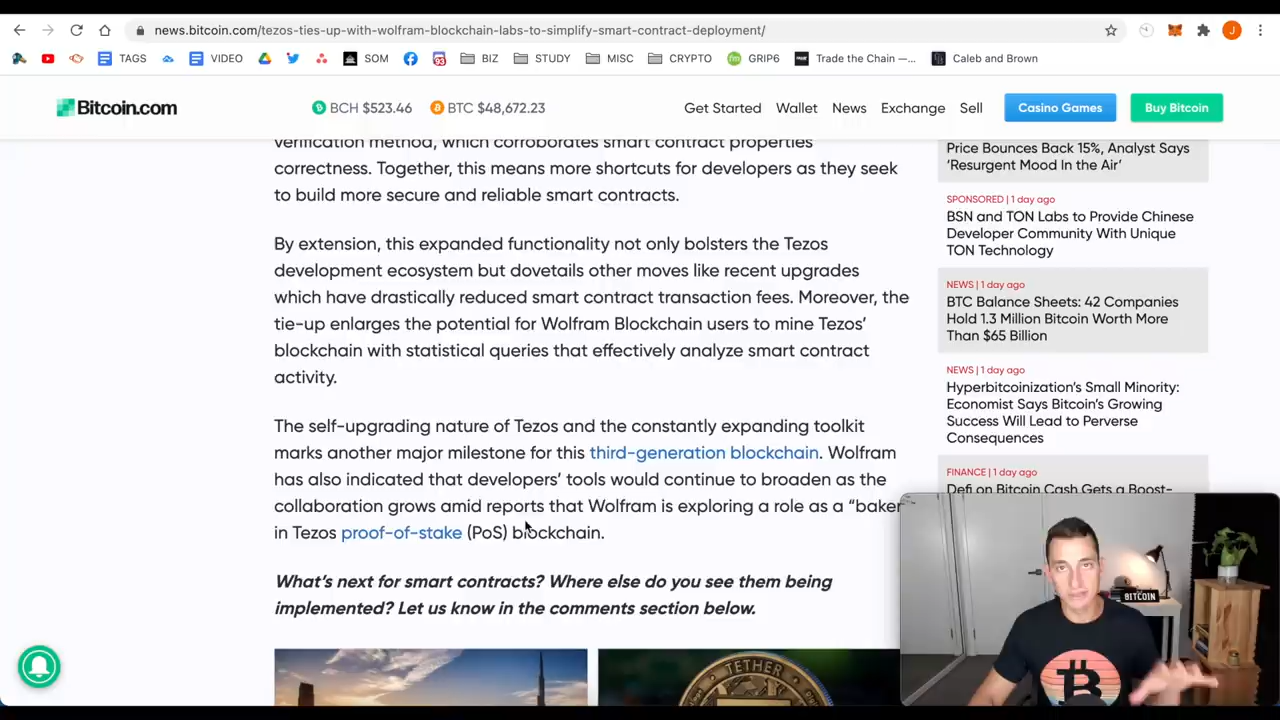 news.bitcoin.com/tezos-ties-up-with-wolfram-blockchain-labs-to-simplify-smart-contract-deployment/
J
TAGS
VIDEO
SOM
93
BIZ
STUDY
MISC
CRYPTO
GRIP6
Trade the Chain —...
Caleb and Brown
Bitcoin.com
BCH $523.46
BTC $48,672.23
Get Started
Wallet
News
Exchange
Sell
Casino Games
Buy Bitcoin
verification method, which corroborates smart contract properties
correctness. Together, this means more shortcuts for developers as they seek
to build more secure and reliable smart contracts.
By extension, this expanded functionality not only bolsters the Tezos
development ecosystem but dovetails other moves like recent upgrades
which have drastically reduced smart contract transaction fees. Moreover, the
tie-up enlarges the potential for Wolfram Blockchain users to mine Tezos’
blockchain with statistical queries that effectively analyze smart contract
activity.
The self-upgrading nature of Tezos and the constantly expanding toolkit
marks another major milestone for this third-generation blockchain. Wolfram
has also indicated that developers’ tools would continue to broaden as the
collaboration grows amid reports that Wolfram is exploring a role as a “baker
in Tezos proof-of-stake (PoS) blockchain.
What’s next for smart contracts? Where else do you see them being
implemented? Let us know in the comments section below.
TETHER
Price Bounces Back 15%, Analyst Says
‘Resurgent Mood In the Air’
SPONSORED | 1 day ago
BSN and TON Labs to Provide Chinese
Developer Community With Unique
TON Technology
NEWS | 1 day ago
BTC Balance Sheets: 42 Companies
Hold 1.3 Million Bitcoin Worth More
Than $65 Billion
NEWS | 1 day ago
Hyperbitcoinization’s Small Minority:
Economist Says Bitcoin’s Growing
Success Will Lead to Perverse
Consequences
FINANCE | 1 day ago
Defi on Bitcoin Cash Gets a Boost-
BITCOIN